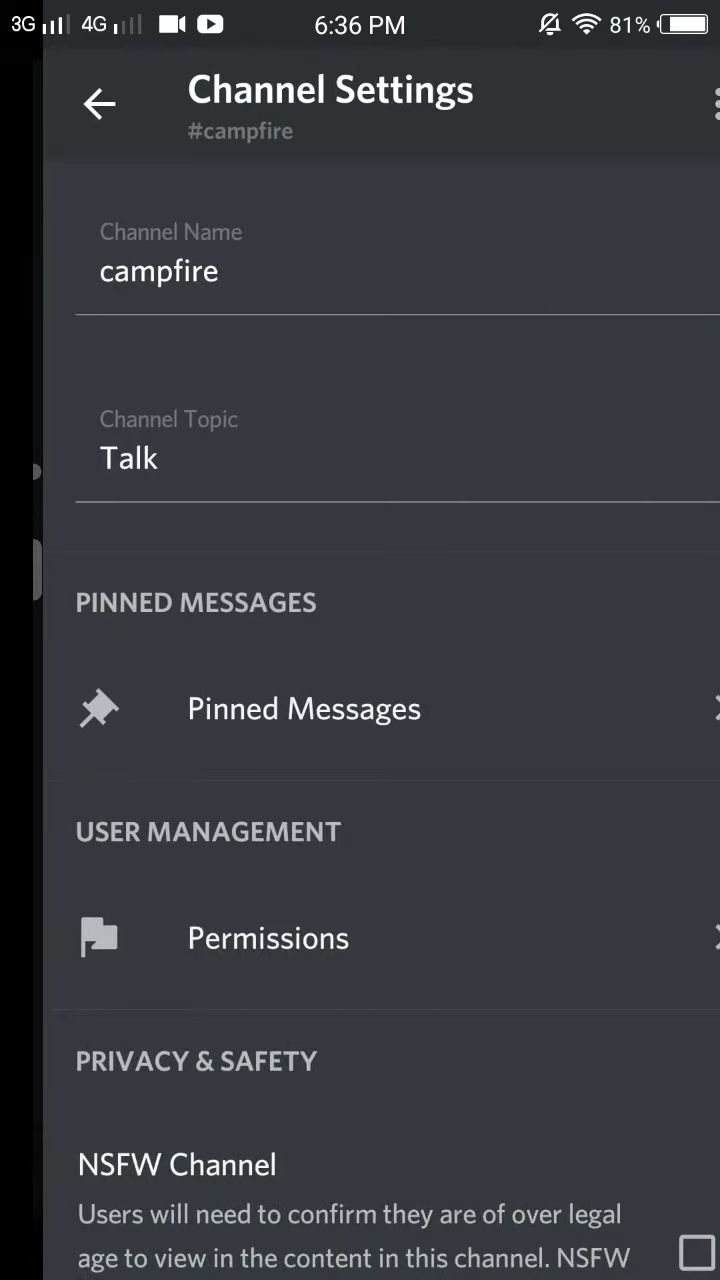 3G 4G 6:36 PM 81%
Channel Settings
#campfire
Channel Name
campfire
Channel Topic
Talk
PINNED MESSAGES
Pinned Messages
USER MANAGEMENT
Permissions
PRIVACY & SAFETY
NSFW Channel
Users will need to confirm they are of over legal
age to view in the content in this channel. NSFW